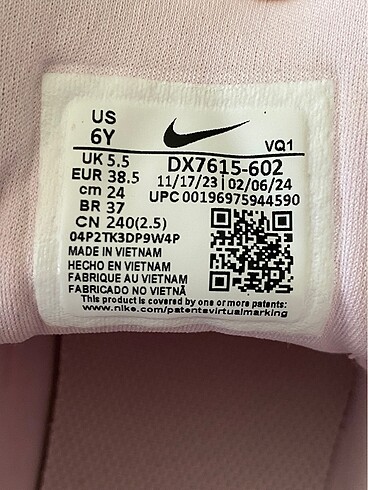 US
6Y
VQ1
UK 5.5
DX7615-602
EUR 38.5
11/17/23 | 02/06/24
cm 24
UPC 00196975944590
BR 37
CN 240(2.5)
04P2TK3DP9W4P
MADE IN VIETNAM
HECHO EN VIETNAM
FABRIQUE AU VIETNAM
FABRICADO NO VIETNÃ
This product is covered by one or more patents:
www.nike.com/patentsvirtualmarking